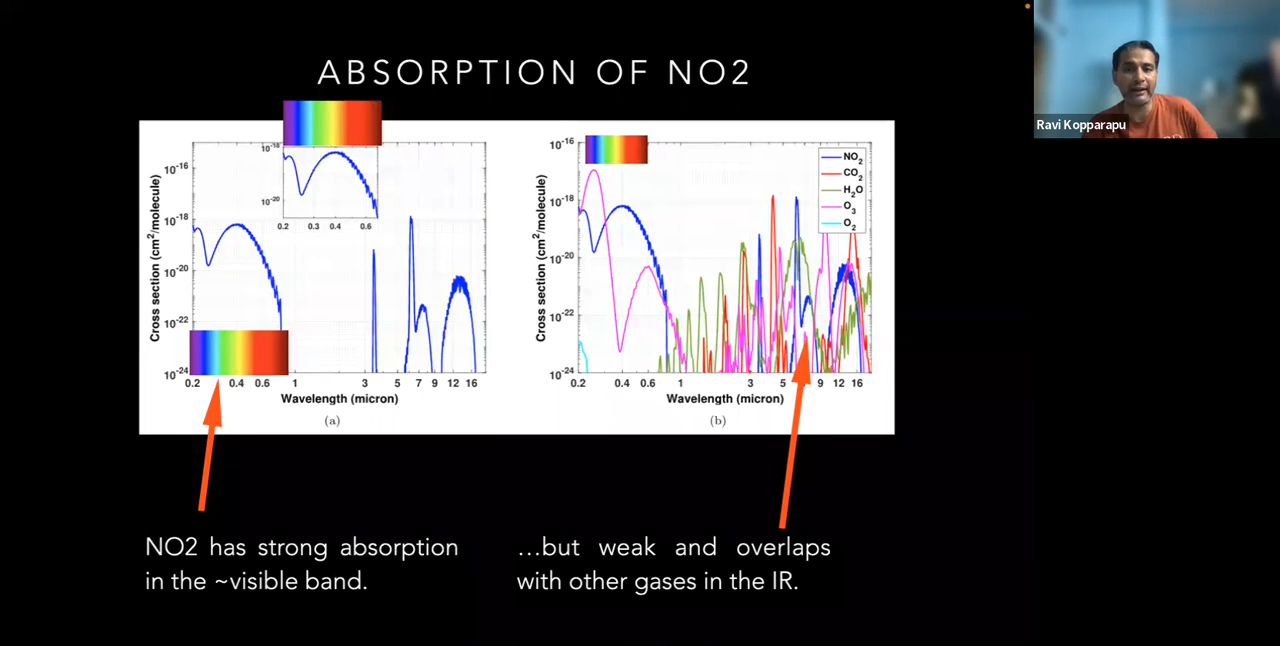 ABSORPTION OF NO2
Ravi Kopparapu
10-18
10-20
0.2 0.3 0.4 0.6
10-16
10-18
10-20
10-22
10-24
Cross section (cm2/molecule)
0.2 0.4 0.6 1 3 5 7 9 12 16
Wavelength (micron)
(a)
10-16
10-18
10-20
10-22
10-24
Cross section (cm2/molecule)
NO2
CO2
H2O
O3
O2
0.2 0.4 0.6 1 3 5 9 12 16
Wavelength (micron)
(b)
NO2 has strong absorption
in the ~visible band.
...but weak and overlaps
with other gases in the IR.